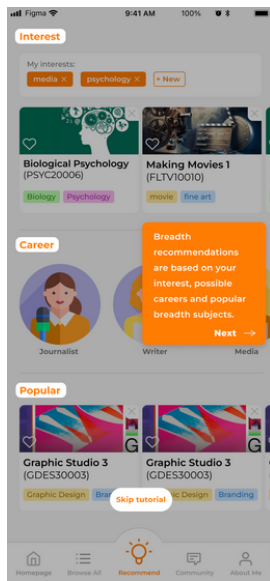 Figma 9:41 AM 100%
Interest
My interests:
media × psychology × + New
Biological Psychology
(PSYC20006)
Biology Psychology
Making Movies 1
(FLTV10010)
movie fine art
Career
Breadth
recommendations
are based on your
interest, possible
careers and popular
breadth subjects.
Next →
Journalist Writer Media
Popular
G
G
Graphic Studio 3
(GDES30003)
Graphic Design Bran
Graphic Studio 3
(GDES30003)
ic Design Branding
Skip tutorial
Homepage Browse All Recommend Community About Me